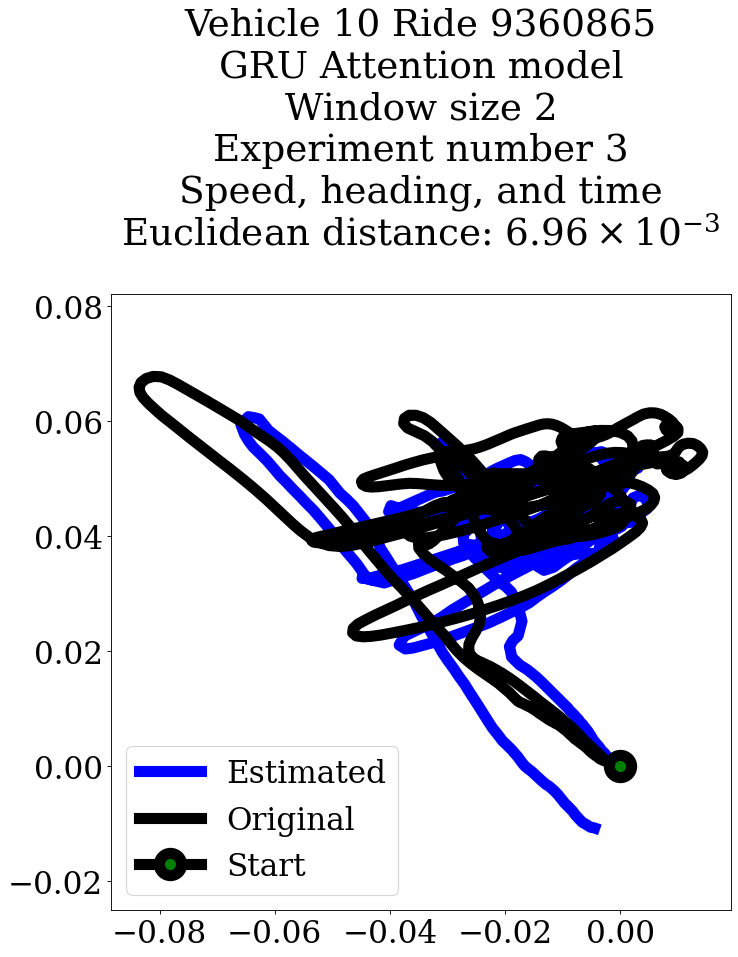 Vehicle 10 Ride 9360865
GRU Attention model
Window size 2
Experiment number 3
Speed, heading, and time
Euclidean distance: 6.96 × 10⁻³
0.08
0.06
0.04
0.02
0.00
−0.02
Estimated
Original
Start
−0.08 −0.06 −0.04 −0.02 0.00